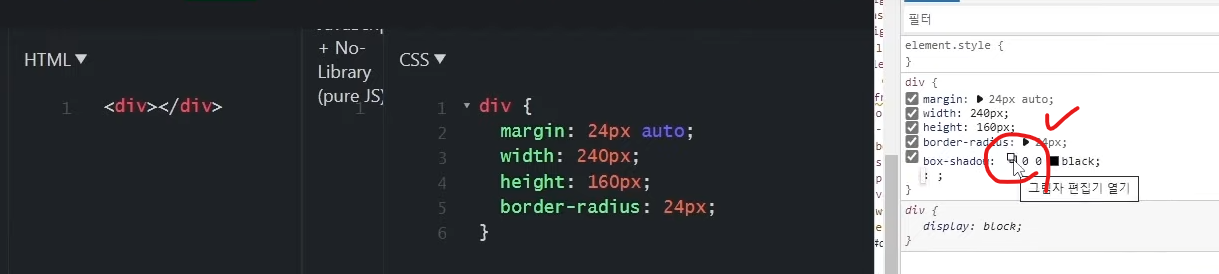 HTML ▼
1 <div></div>
+ No-
Library
(pure JS)
1
CSS ▼
1 ▼ div {
2 margin: 24px auto;
3 width: 240px;
4 height: 160px;
5 border-radius: 24px;
6 }
필터
element.style {
}
div {
margin: ▶ 24px auto;
width: 240px;
height: 160px;
border-radius: ▶ 24px;
box-shadow: 0 0 black;
: ;
}
그림자 편집기 열기
div {
display: block;
}